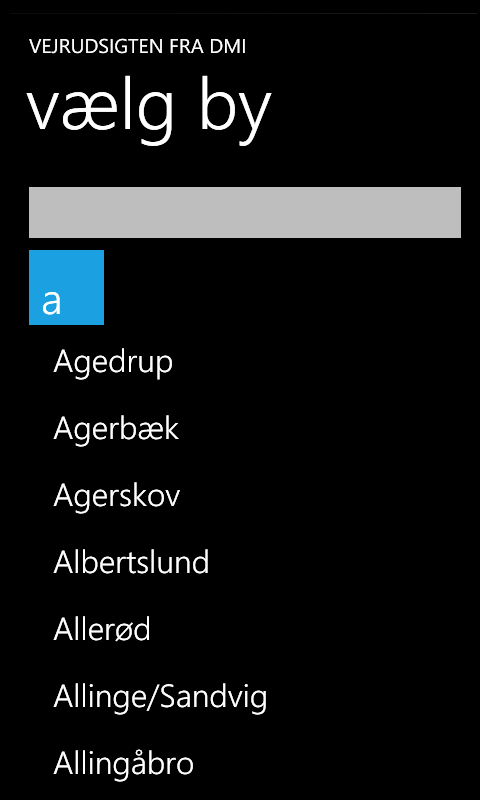 VEJRUDSIGTEN FRA DMI
vælg by
a
Agedrup
Agerbæk
Agerskov
Albertslund
Allerød
Allinge/Sandvig
Allingåbro